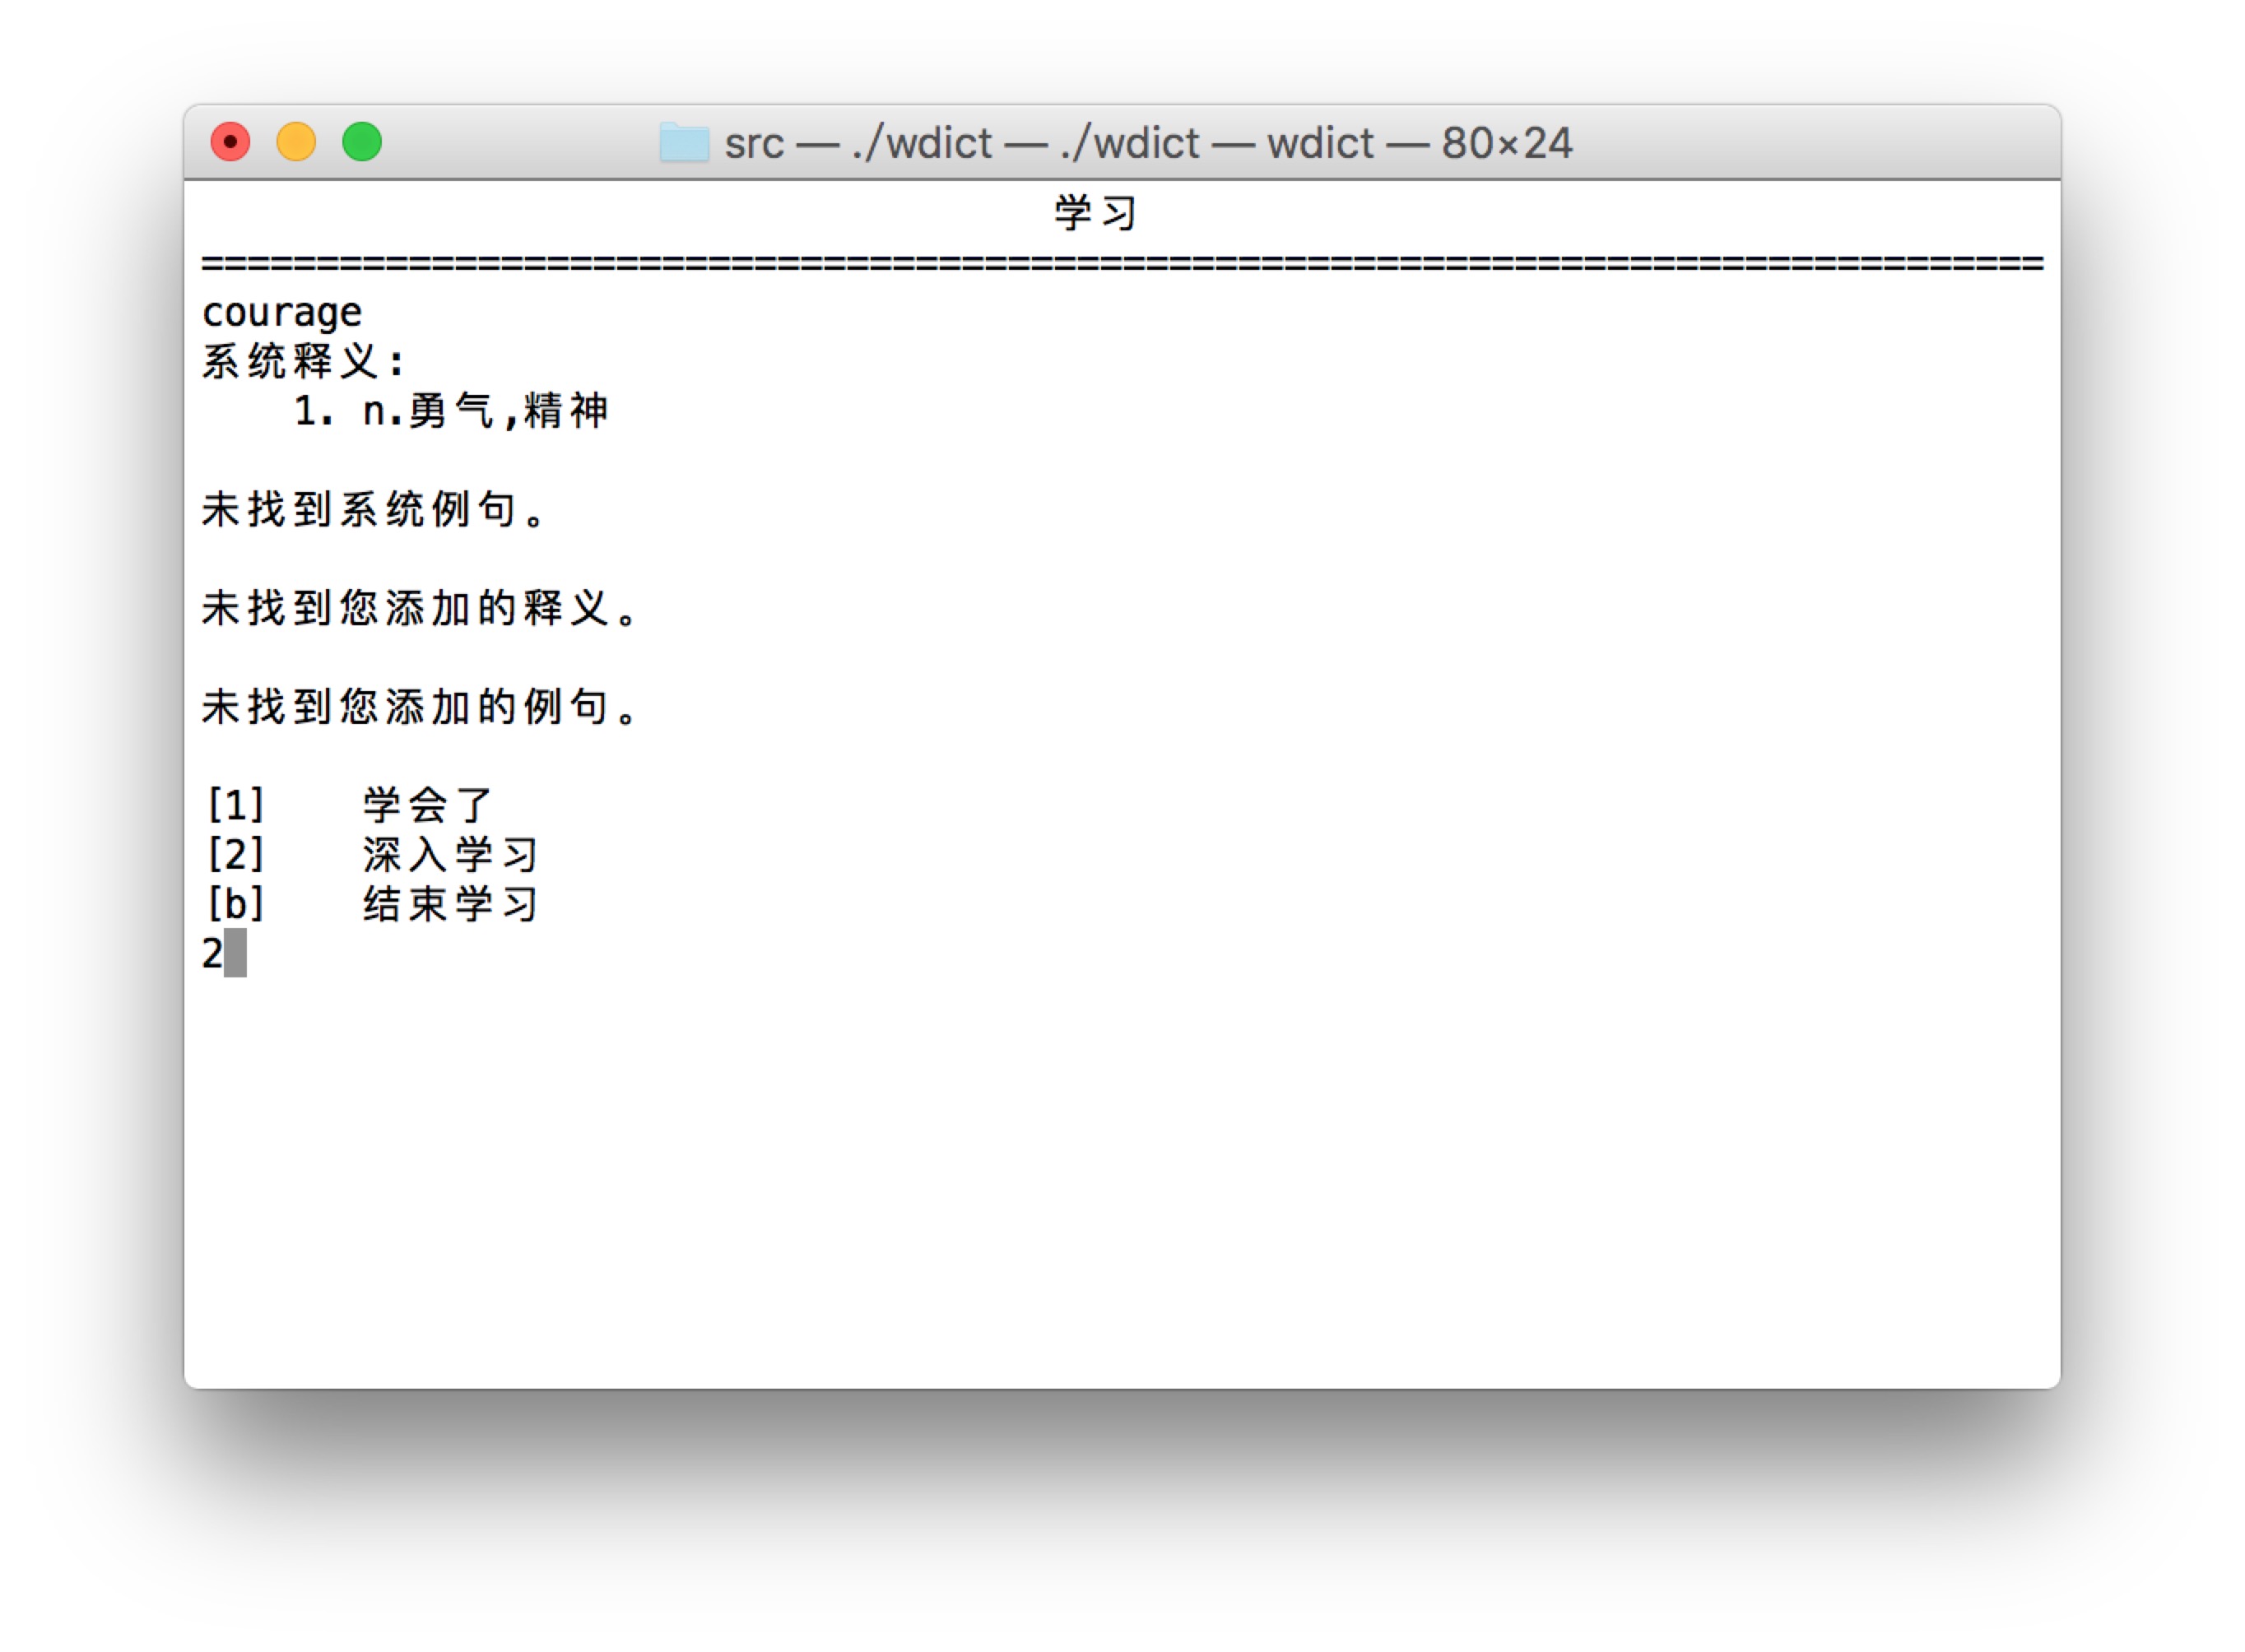 src — ./wdict — ./wdict — wdict — 80×24
学习
================================================================================
courage
系统释义:
    1. n.勇气,精神
未找到系统例句。
未找到您添加的释义。
未找到您添加的例句。
[1]    学会了
[2]    深入学习
[b]    结束学习
2